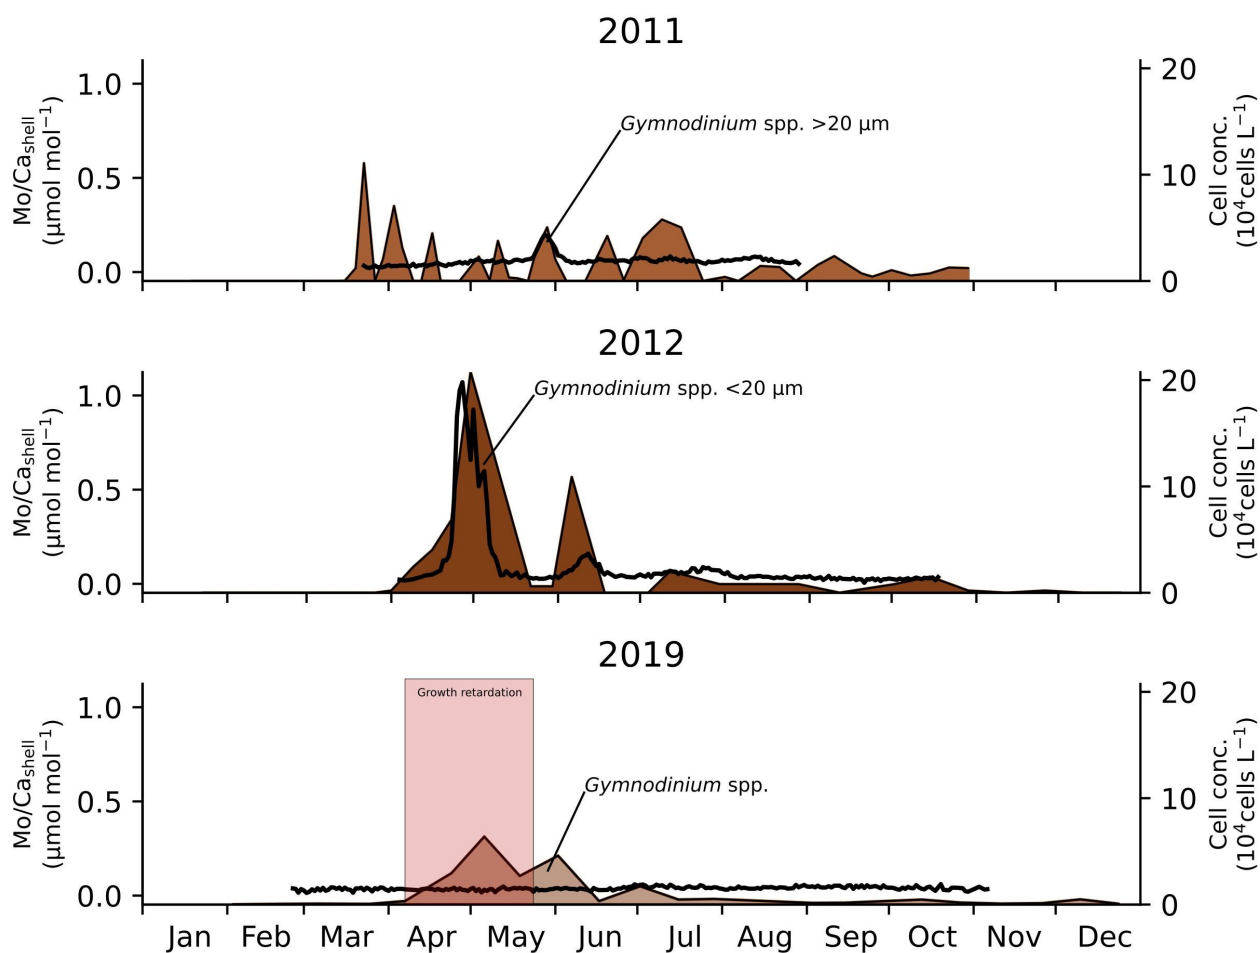 2011
Mo/Ca_shell
(µmol mol⁻¹)
1.0
0.5
0.0
Gymnodinium spp. >20 µm
20
10
0
Cell conc.
(10⁴cells L⁻¹)
2012
Mo/Ca_shell
(µmol mol⁻¹)
1.0
0.5
0.0
Gymnodinium spp. <20 µm
20
10
0
Cell conc.
(10⁴cells L⁻¹)
2019
Mo/Ca_shell
(µmol mol⁻¹)
1.0
0.5
0.0
Growth retardation
Gymnodinium spp.
20
10
0
Cell conc.
(10⁴cells L⁻¹)
Jan Feb Mar Apr May Jun Jul Aug Sep Oct Nov Dec